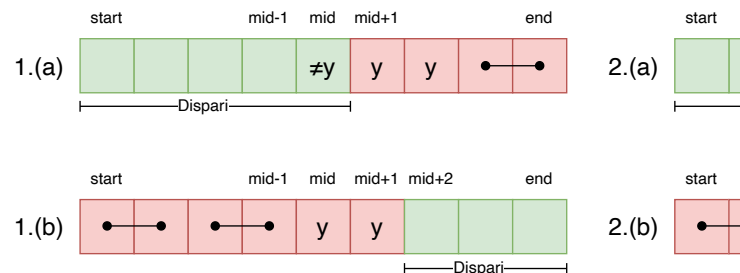 start mid-1 mid mid+1 end start
1.(a) ≠y y y 2.(a)
Dispari
start mid-1 mid mid+1 mid+2 end start
1.(b) y y 2.(b)
Dispari